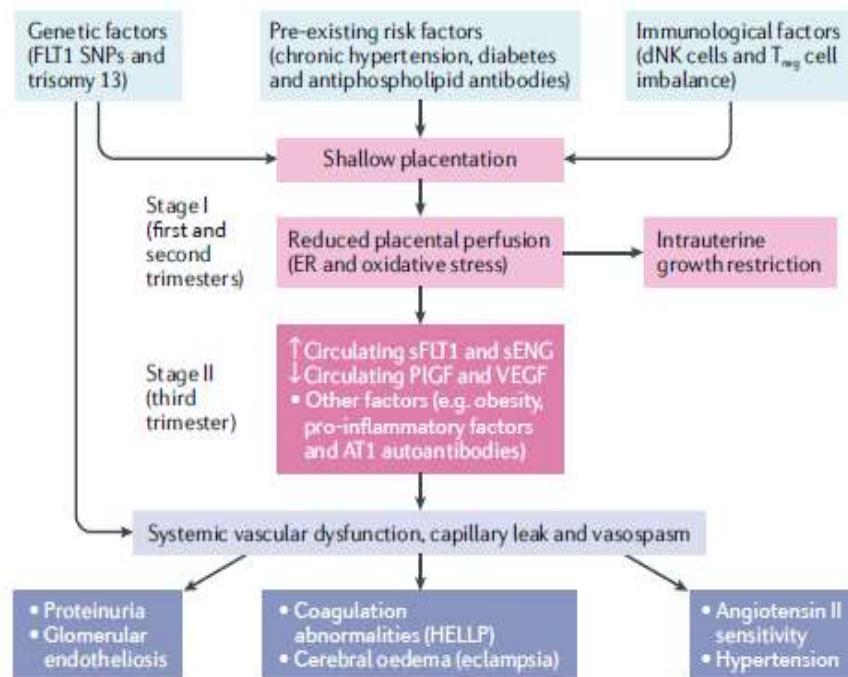 Genetic factors
(FLT1 SNPs and
trisomy 13)
Pre-existing risk factors
(chronic hypertension, diabetes
and antiphospholipid antibodies)
Immunological factors
(dNK cells and Treg cell
imbalance)
Shallow placentation
Stage I
(first and
second
trimesters)
Reduced placental perfusion
(ER and oxidative stress)
Intrauterine
growth restriction
Stage II
(third
trimester)
↑Circulating sFLT1 and sENG
↓Circulating PlGF and VEGF
• Other factors (e.g. obesity,
pro-inflammatory factors
and AT1 autoantibodies)
Systemic vascular dysfunction, capillary leak and vasospasm
• Proteinuria
• Glomerular
endotheliosis
• Coagulation
abnormalities (HELLP)
• Cerebral oedema (eclampsia)
• Angiotensin II
sensitivity
• Hypertension